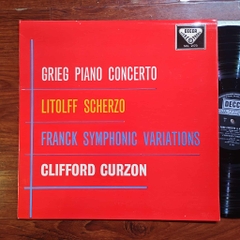 DECCA
GRIEG PIANO CONCERTO
LITOLFF SCHERZO
FRANCK SYMPHONIC VARIATIONS
CLIFFORD CURZON
DECCA